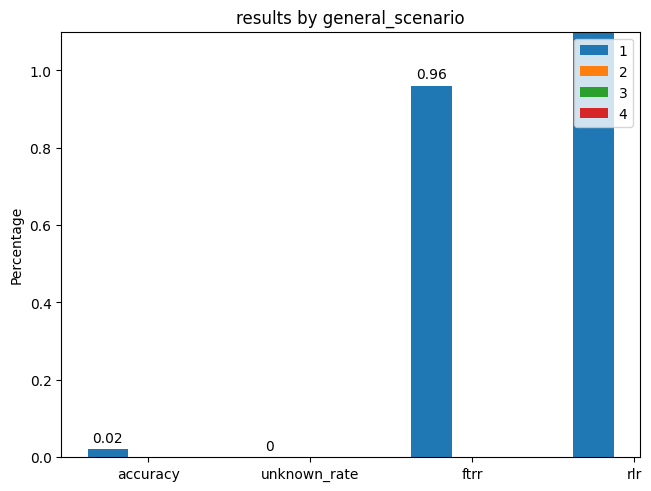 results by general_scenario
Percentage
1.0
0.8
0.6
0.4
0.2
0.0
0.02
0
0.96
1
2
3
4
accuracy
unknown_rate
ftrr
rlr